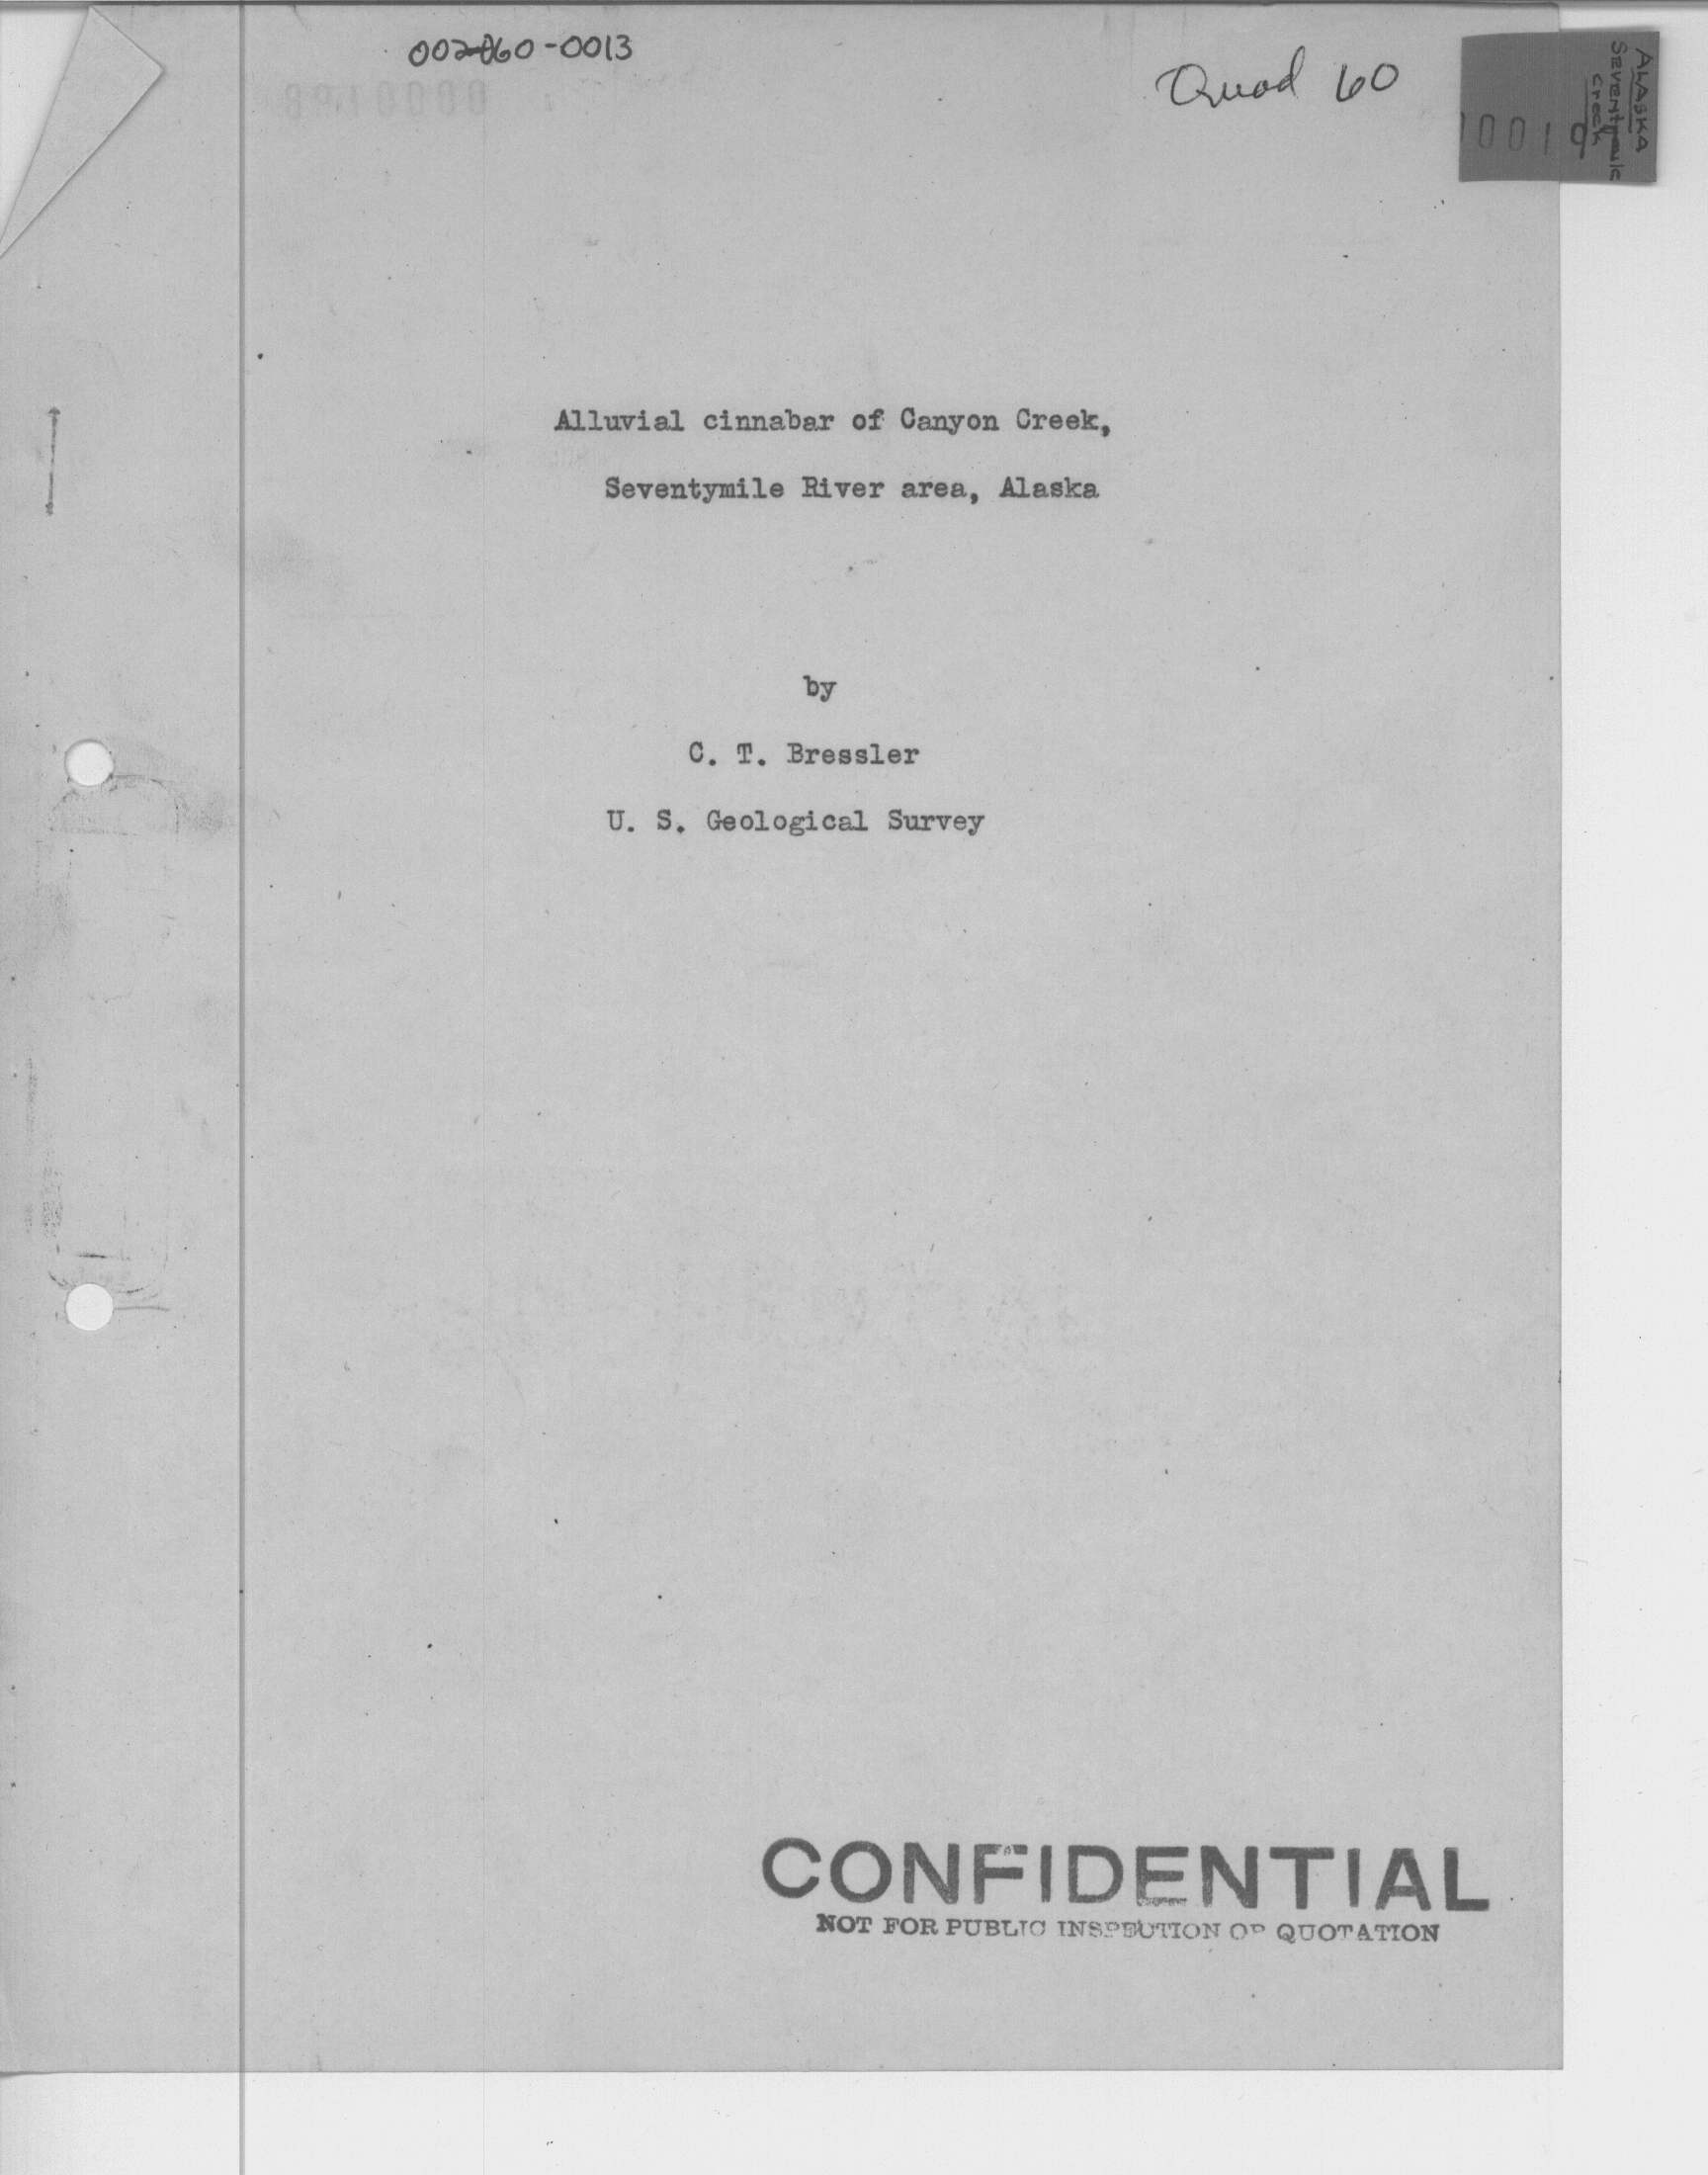 002-060-0013
Quad 60
ALASKA
Seventymile
Creek
Alluvial cinnabar of Canyon Creek,
Seventymile River area, Alaska
by
C. T. Bressler
U. S. Geological Survey
CONFIDENTIAL
NOT FOR PUBLIC INSPECTION OR QUOTATION